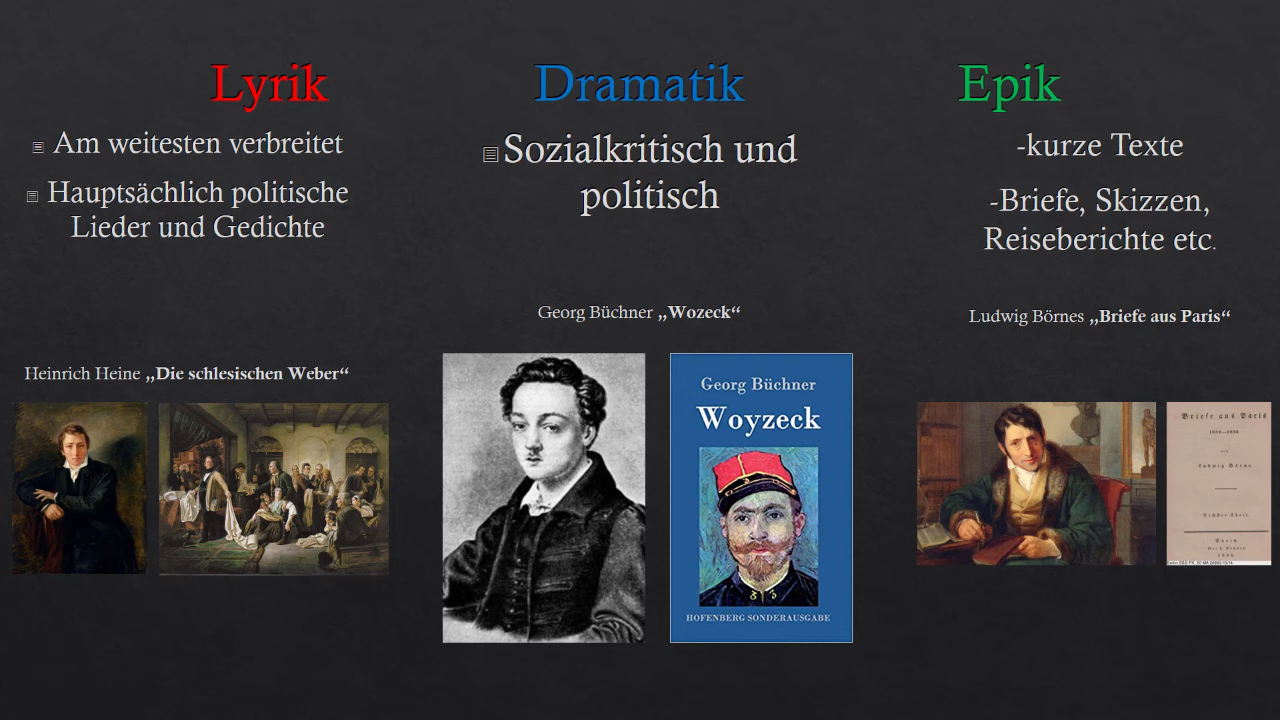 Lyrik
Am weitesten verbreitet
Hauptsächlich politische
Lieder und Gedichte
Heinrich Heine „Die schlesischen Weber“
Dramatik
Sozialkritisch und
politisch
Georg Büchner „Wozeck“
Georg Büchner
Woyzeck
HOFENBERG SONDERAUSGABE
Epik
-kurze Texte
-Briefe, Skizzen,
Reiseberichte etc.
Ludwig Börnes „Briefe aus Paris“
Briefe aus Paris
Ludwig Börne